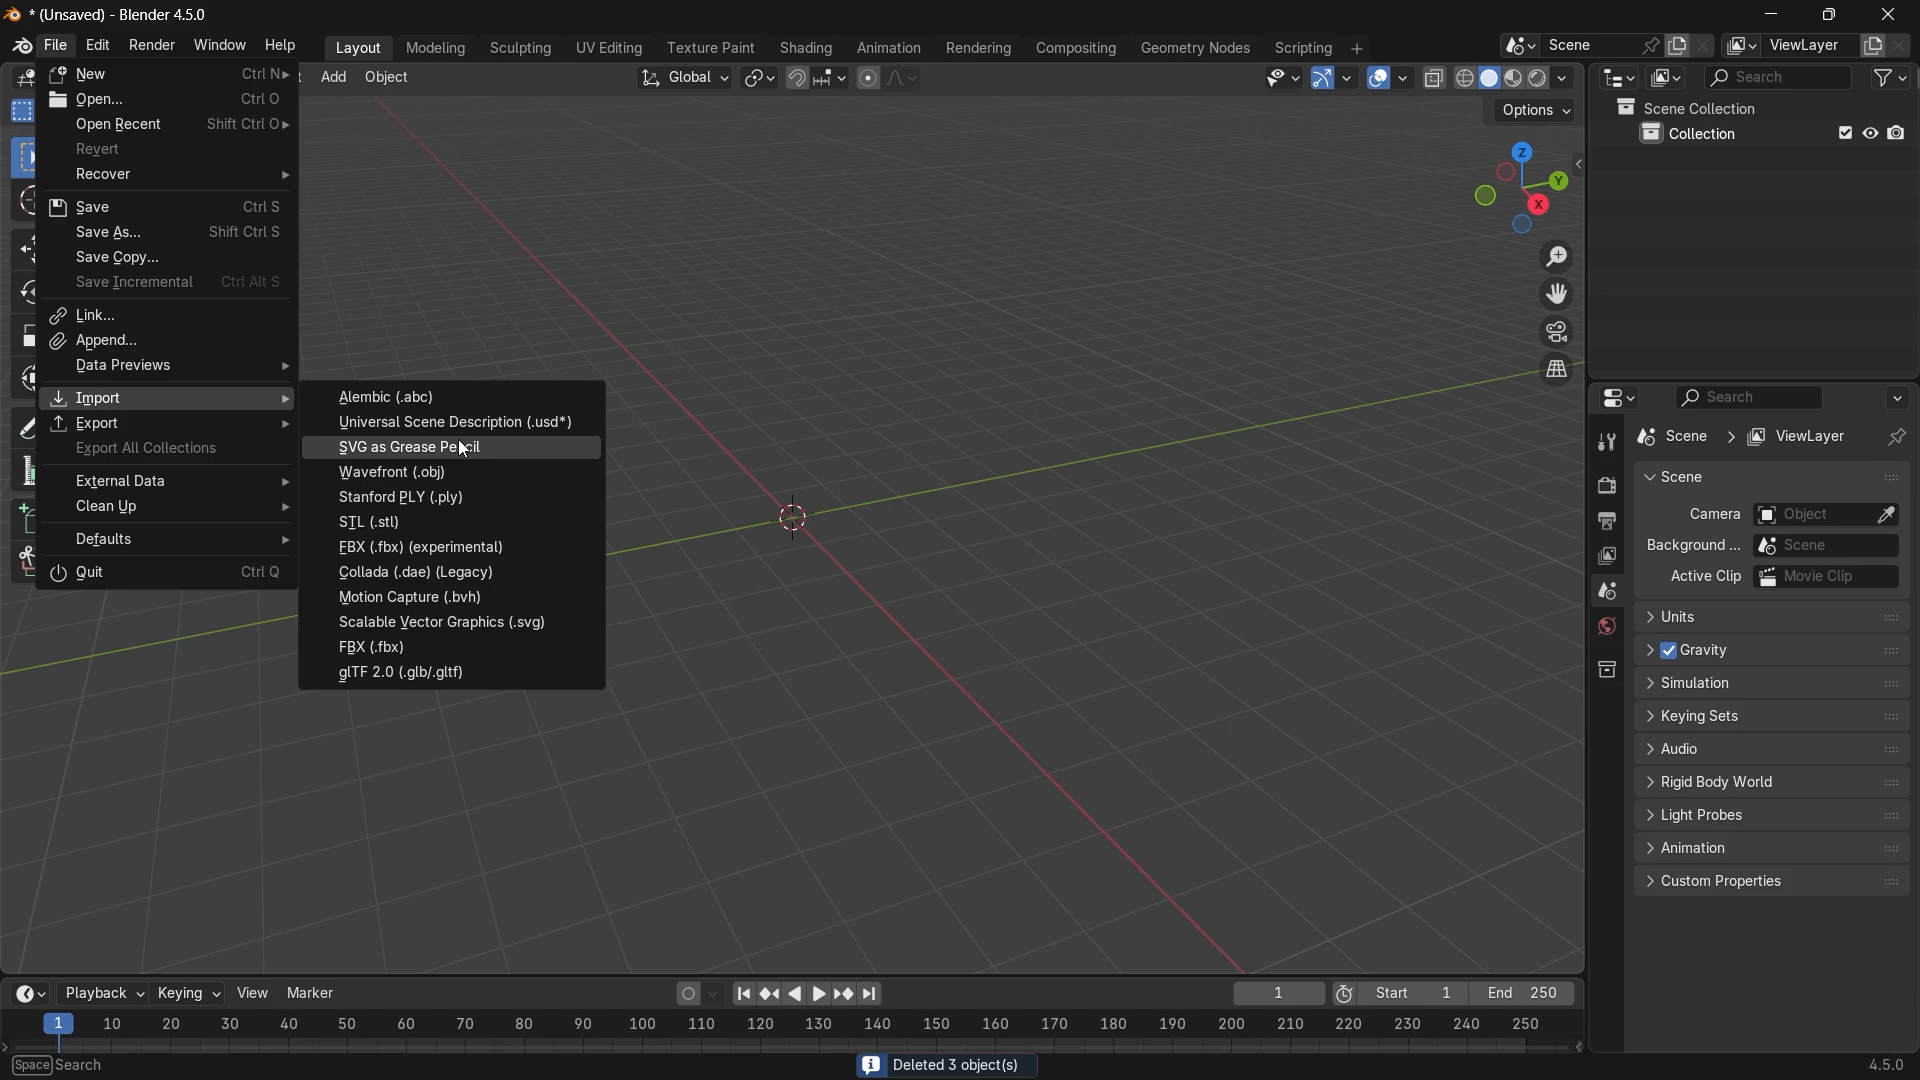 * (Unsaved) - Blender 4.5.0
File Edit Render Window Help Layout Modeling Sculpting UV Editing Texture Paint Shading Animation Rendering Compositing Geometry Nodes Scripting + Scene ViewLayer
Add Object Global Search
Options
New Ctrl N
Open... Ctrl O
Open Recent Shift Ctrl O
Revert
Recover
Save Ctrl S
Save As... Shift Ctrl S
Save Copy...
Save Incremental Ctrl Alt S
Link...
Append...
Data Previews
Import
Export
Export All Collections
External Data
Clean Up
Defaults
Quit Ctrl Q
Alembic (.abc)
Universal Scene Description (.usd*)
SVG as Grease Pencil
Wavefront (.obj)
Stanford PLY (.ply)
STL (.stl)
FBX (.fbx) (experimental)
Collada (.dae) (Legacy)
Motion Capture (.bvh)
Scalable Vector Graphics (.svg)
FBX (.fbx)
glTF 2.0 (.glb/.gltf)
Z
Y
X
Scene Collection
Collection
Search
Scene ViewLayer
Scene
Camera Object
Background ... Scene
Active Clip Movie Clip
Units
Gravity
Simulation
Keying Sets
Audio
Rigid Body World
Light Probes
Animation
Custom Properties
Playback Keying View Marker 1 Start 1 End 250
1 10 20 30 40 50 60 70 80 90 100 110 120 130 140 150 160 170 180 190 200 210 220 230 240 250
Space Search Deleted 3 object(s) 4.5.0